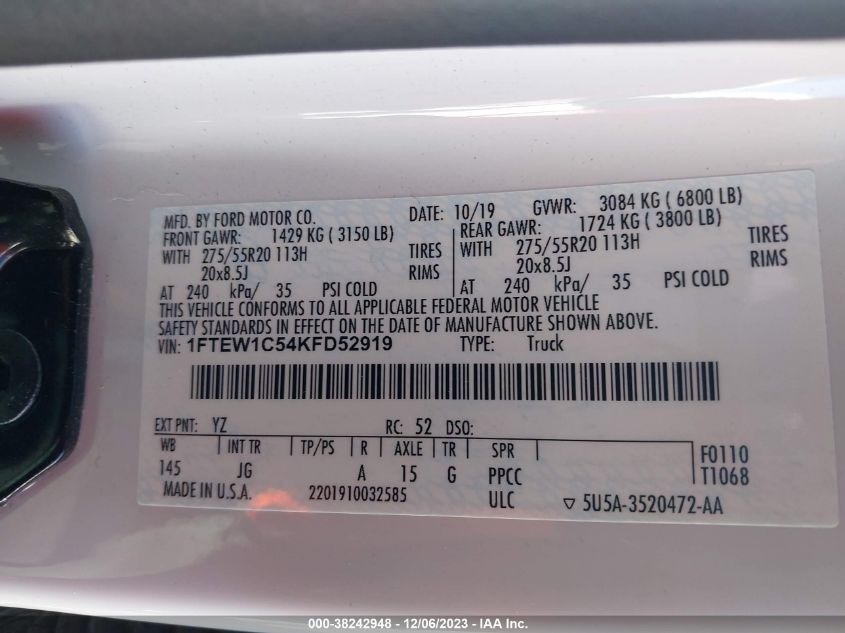 MFD. BY FORD MOTOR CO. DATE: 10/19 GVWR: 3084 KG ( 6800 LB)
FRONT GAWR: 1429 KG ( 3150 LB) REAR GAWR: 1724 KG ( 3800 LB)
WITH 275/55R20 113H TIRES WITH 275/55R20 113H TIRES
20x8.5J RIMS 20x8.5J RIMS
AT 240 kPa/ 35 PSI COLD AT 240 kPa/ 35 PSI COLD
THIS VEHICLE CONFORMS TO ALL APPLICABLE FEDERAL MOTOR VEHICLE
SAFETY STANDARDS IN EFFECT ON THE DATE OF MANUFACTURE SHOWN ABOVE.
VIN: 1FTEW1C54KFD52919 TYPE: Truck
EXT PNT: YZ RC: 52 DSO:
WB INT TR TP/PS R AXLE TR SPR F0110
145 JG A 15 G PPCC T1068
MADE IN U.S.A. 2201910032585 ULC ▽ 5U5A-3520472-AA
000-38242948 - 12/06/2023 - IAA Inc.